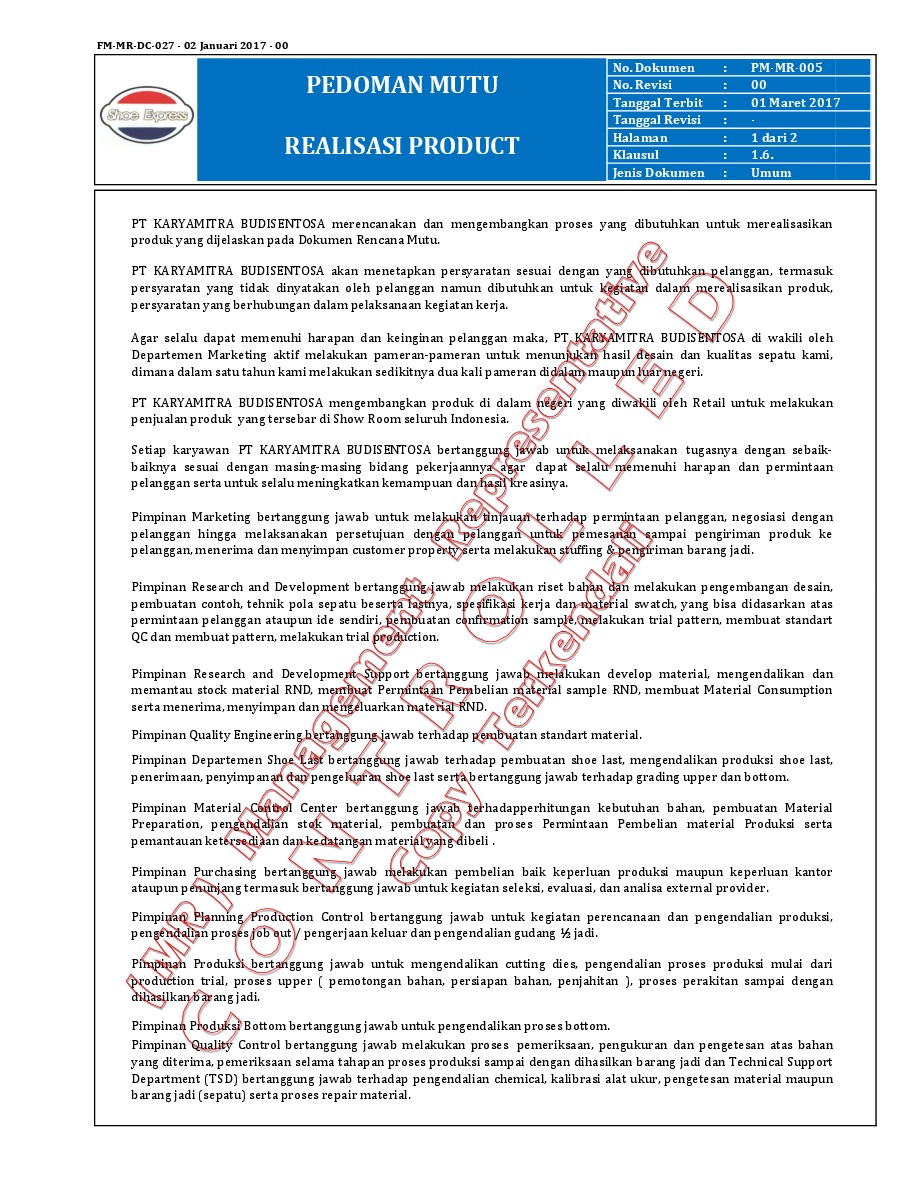 FM-MR-DC-027 - 02 Januari 2017 - 00
Shoe Express
PEDOMAN MUTU
REALISASI PRODUCT
No. Dokumen : PM-MR-005
No. Revisi : 00
Tanggal Terbit : 01 Maret 2017
Tanggal Revisi : -
Halaman : 1 dari 2
Klausul : 1.6.
Jenis Dokumen : Umum
PT KARYAMITRA BUDISENTOSA merencanakan dan mengembangkan proses yang dibutuhkan untuk merealisasikan
produk yang dijelaskan pada Dokumen Rencana Mutu.
PT KARYAMITRA BUDISENTOSA akan menetapkan persyaratan sesuai dengan yang dibutuhkan pelanggan, termasuk
persyaratan yang tidak dinyatakan oleh pelanggan namun dibutuhkan untuk kegiatan dalam merealisasikan produk,
persyaratan yang berhubungan dalam pelaksanaan kegiatan kerja.
Agar selalu dapat memenuhi harapan dan keinginan pelanggan maka, PT KARYAMITRA BUDISENTOSA di wakili oleh
Departemen Marketing aktif melakukan pameran-pameran untuk menunjukan hasil desain dan kualitas sepatu kami,
dimana dalam satu tahun kami melakukan sedikitnya dua kali pameran didalam maupun luar negeri.
PT KARYAMITRA BUDISENTOSA mengembangkan produk di dalam negeri yang diwakili oleh Retail untuk melakukan
penjualan produk yang tersebar di Show Room seluruh Indonesia.
Setiap karyawan PT KARYAMITRA BUDISENTOSA bertanggung jawab untuk melaksanakan tugasnya dengan sebaik-
baiknya sesuai dengan masing-masing bidang pekerjaannya agar dapat selalu memenuhi harapan dan permintaan
pelanggan serta untuk selalu meningkatkan kemampuan dan hasil kreasinya.
Pimpinan Marketing bertanggung jawab untuk melakukan tinjauan terhadap permintaan pelanggan, negosiasi dengan
pelanggan hingga melaksanakan persetujuan dengan pelanggan untuk pemesanan sampai pengiriman produk ke
pelanggan, menerima dan menyimpan customer property serta melakukan stuffing & pengiriman barang jadi.
Pimpinan Research and Development bertanggung jawab melakukan riset bahan dan melakukan pengembangan desain,
pembuatan contoh, tehnik pola sepatu beserta lastnya, spesifikasi kerja dan material swatch, yang bisa didasarkan atas
permintaan pelanggan ataupun ide sendiri, pembuatan confirmation sample, melakukan trial pattern, membuat standart
QC dan membuat pattern, melakukan trial production.
Pimpinan Research and Development Support bertanggung jawab melakukan develop material, mengendalikan dan
memantau stock material RND, membuat Permintaan Pembelian material sample RND, membuat Material Consumption
serta menerima, menyimpan dan mengeluarkan material RND.
Pimpinan Quality Engineering bertanggung jawab terhadap pembuatan standart material.
Pimpinan Departemen Shoe Last bertanggung jawab terhadap pembuatan shoe last, mengendalikan produksi shoe last,
penerimaan, penyimpanan dan pengeluaran shoe last serta bertanggung jawab terhadap grading upper dan bottom.
Pimpinan Material Control Center bertanggung jawab terhadapperhitungan kebutuhan bahan, pembuatan Material
Preparation, pengendalian stok material, pembuatan dan proses Permintaan Pembelian material Produksi serta
pemantauan ketersediaan dan kedatangan material yang dibeli .
Pimpinan Purchasing bertanggung jawab melakukan pembelian baik keperluan produksi maupun keperluan kantor
ataupun penunjang termasuk bertanggung jawab untuk kegiatan seleksi, evaluasi, dan analisa external provider.
Pimpinan Planning Production Control bertanggung jawab untuk kegiatan perencanaan dan pengendalian produksi,
pengendalian proses job out / pengerjaan keluar dan pengendalian gudang ½ jadi.
Pimpinan Produksi bertanggung jawab untuk mengendalikan cutting dies, pengendalian proses produksi mulai dari
production trial, proses upper ( pemotongan bahan, persiapan bahan, penjahitan ), proses perakitan sampai dengan
dihasilkan barang jadi.
Pimpinan Produksi Bottom bertanggung jawab untuk pengendalikan proses bottom.
Pimpinan Quality Control bertanggung jawab melakukan proses pemeriksaan, pengukuran dan pengetesan atas bahan
yang diterima, pemeriksaan selama tahapan proses produksi sampai dengan dihasilkan barang jadi dan Technical Support
Department (TSD) bertanggung jawab terhadap pengendalian chemical, kalibrasi alat ukur, pengetesan material maupun
barang jadi (sepatu) serta proses repair material.
(MR) Management Representative
CONTROLLED
Copy Terkendali